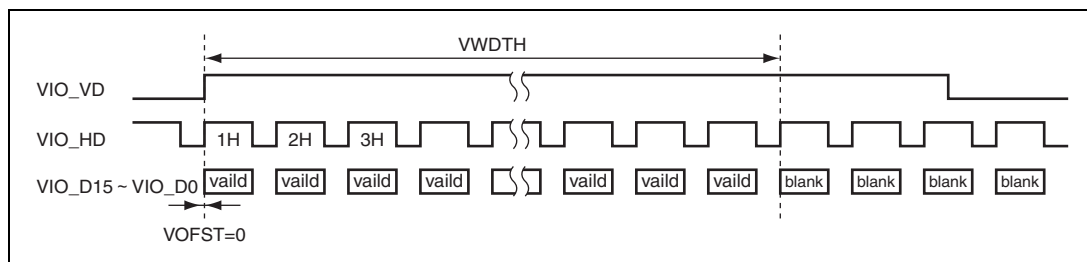 VWDTH
VIO_VD
VIO_HD 1H 2H 3H
VIO_D15 ~ VIO_D0 vaild vaild vaild vaild vaild vaild vaild blank blank blank blank
VOFST=0